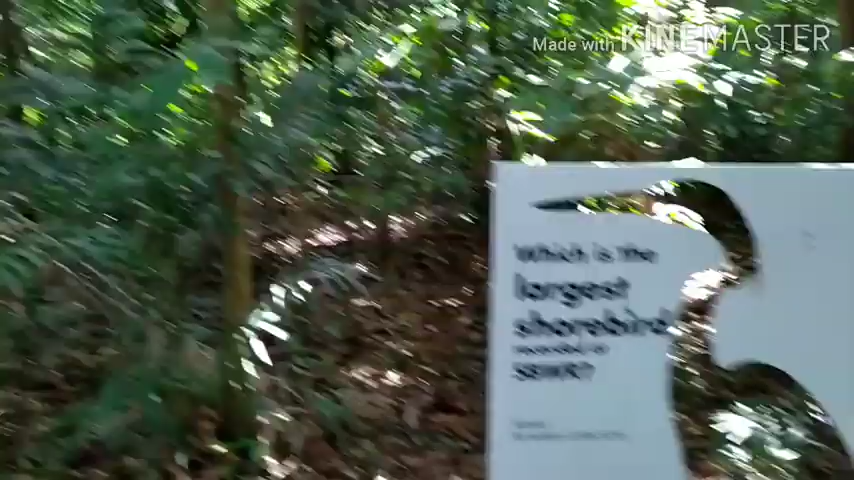 Made with KINEMASTER
Which is the
largest
shorebird
recorded in
SBWR?